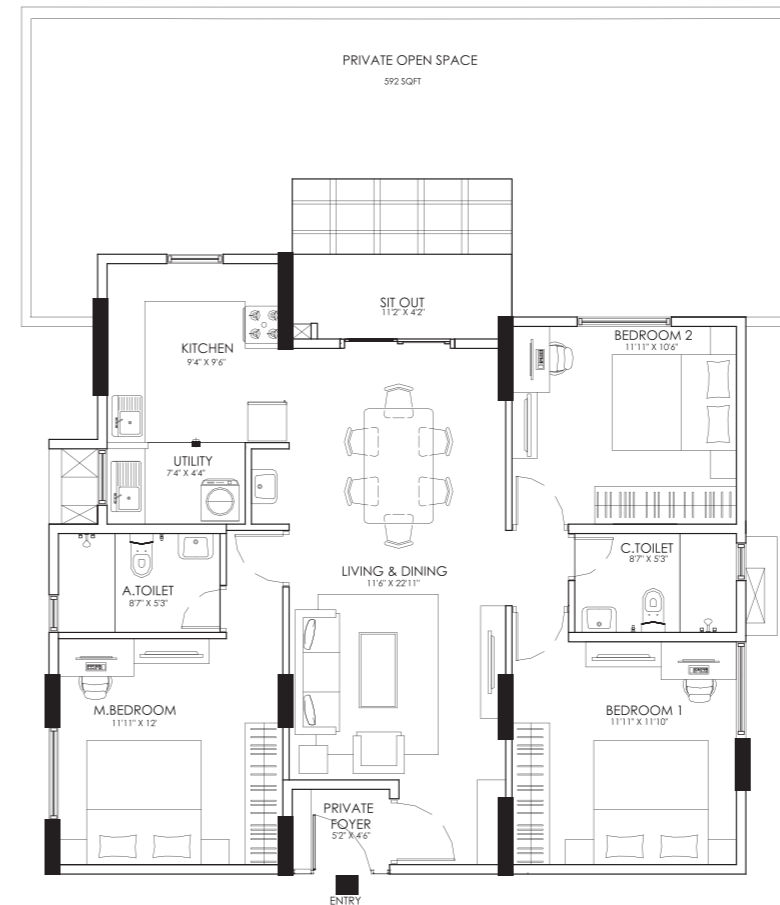 PRIVATE OPEN SPACE
592 SQFT
SIT OUT
11'2" X 4'2"
KITCHEN
9'4" X 9'6"
BEDROOM 2
11'11" X 10'6"
UTILITY
7'4" X 4'4"
C.TOILET
8'7" X 5'3"
LIVING & DINING
11'6" X 22'11"
A.TOILET
8'7" X 5'3"
M.BEDROOM
11'11" X 12'
BEDROOM 1
11'11" X 11'10"
PRIVATE
FOYER
5'2" X 4'6"
ENTRY